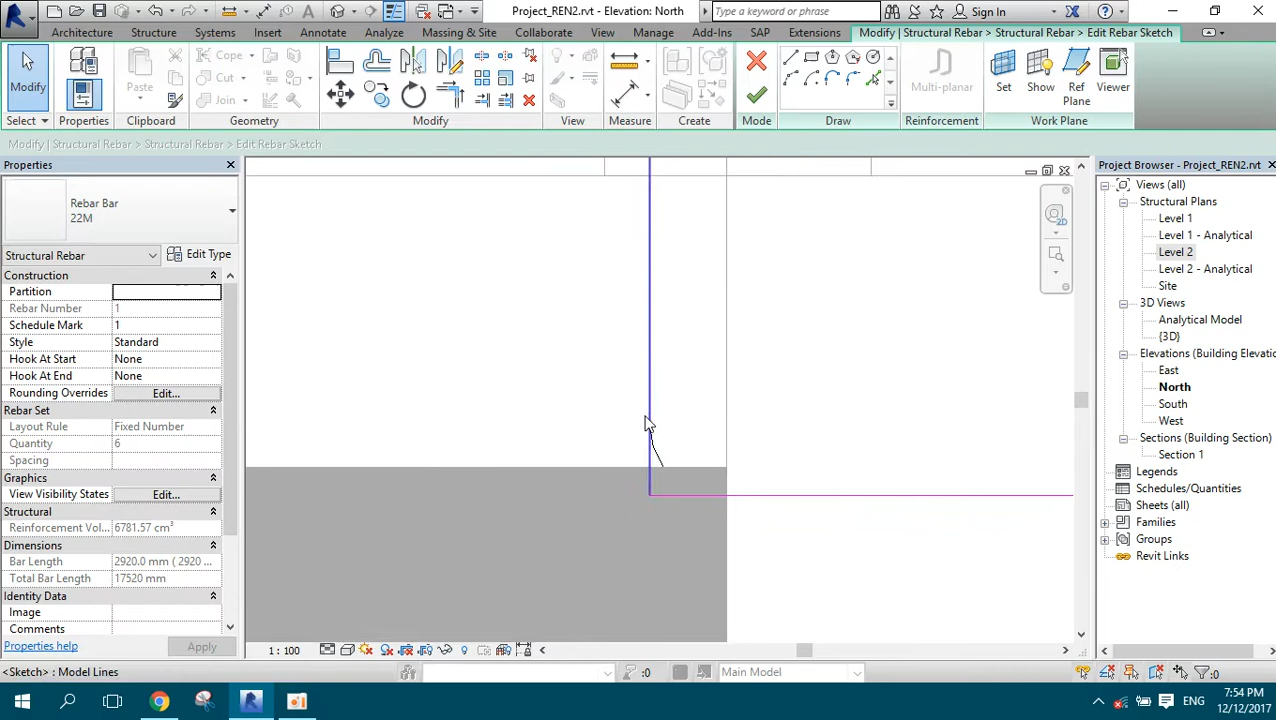 Project_REN2.rvt - Elevation: North
Type a keyword or phrase
Sign In
Architecture
Structure
Systems
Insert
Annotate
Analyze
Massing & Site
Collaborate
View
Manage
Add-Ins
SAP
Extensions
Modify | Structural Rebar > Structural Rebar > Edit Rebar Sketch
Modify
Paste
Cope
Cut
Join
Multi-planar
Set
Show
Ref
Plane
Viewer
Select
Properties
Clipboard
Geometry
Modify
View
Measure
Create
Mode
Draw
Reinforcement
Work Plane
Modify | Structural Rebar > Structural Rebar > Edit Rebar Sketch
Properties
Rebar Bar
22M
Structural Rebar
Edit Type
Construction
Partition
Rebar Number 1
Schedule Mark 1
Style Standard
Hook At Start None
Hook At End None
Rounding Overrides Edit...
Rebar Set
Layout Rule Fixed Number
Quantity 6
Spacing
Graphics
View Visibility States Edit...
Structural
Reinforcement Vol... 6781.57 cm³
Dimensions
Bar Length 2920.0 mm ( 2920 ...
Total Bar Length 17520 mm
Identity Data
Image
Comments
Properties help
Apply
2D
Project Browser - Project_REN2.rvt
Views (all)
Structural Plans
Level 1
Level 1 - Analytical
Level 2
Level 2 - Analytical
Site
3D Views
Analytical Model
{3D}
Elevations (Building Elevatio
East
North
South
West
Sections (Building Section)
Section 1
Legends
Schedules/Quantities
Sheets (all)
Families
Groups
Revit Links
1 : 100
<Sketch> : Model Lines
:0
Main Model
:0
ENG
7:54 PM
12/12/2017